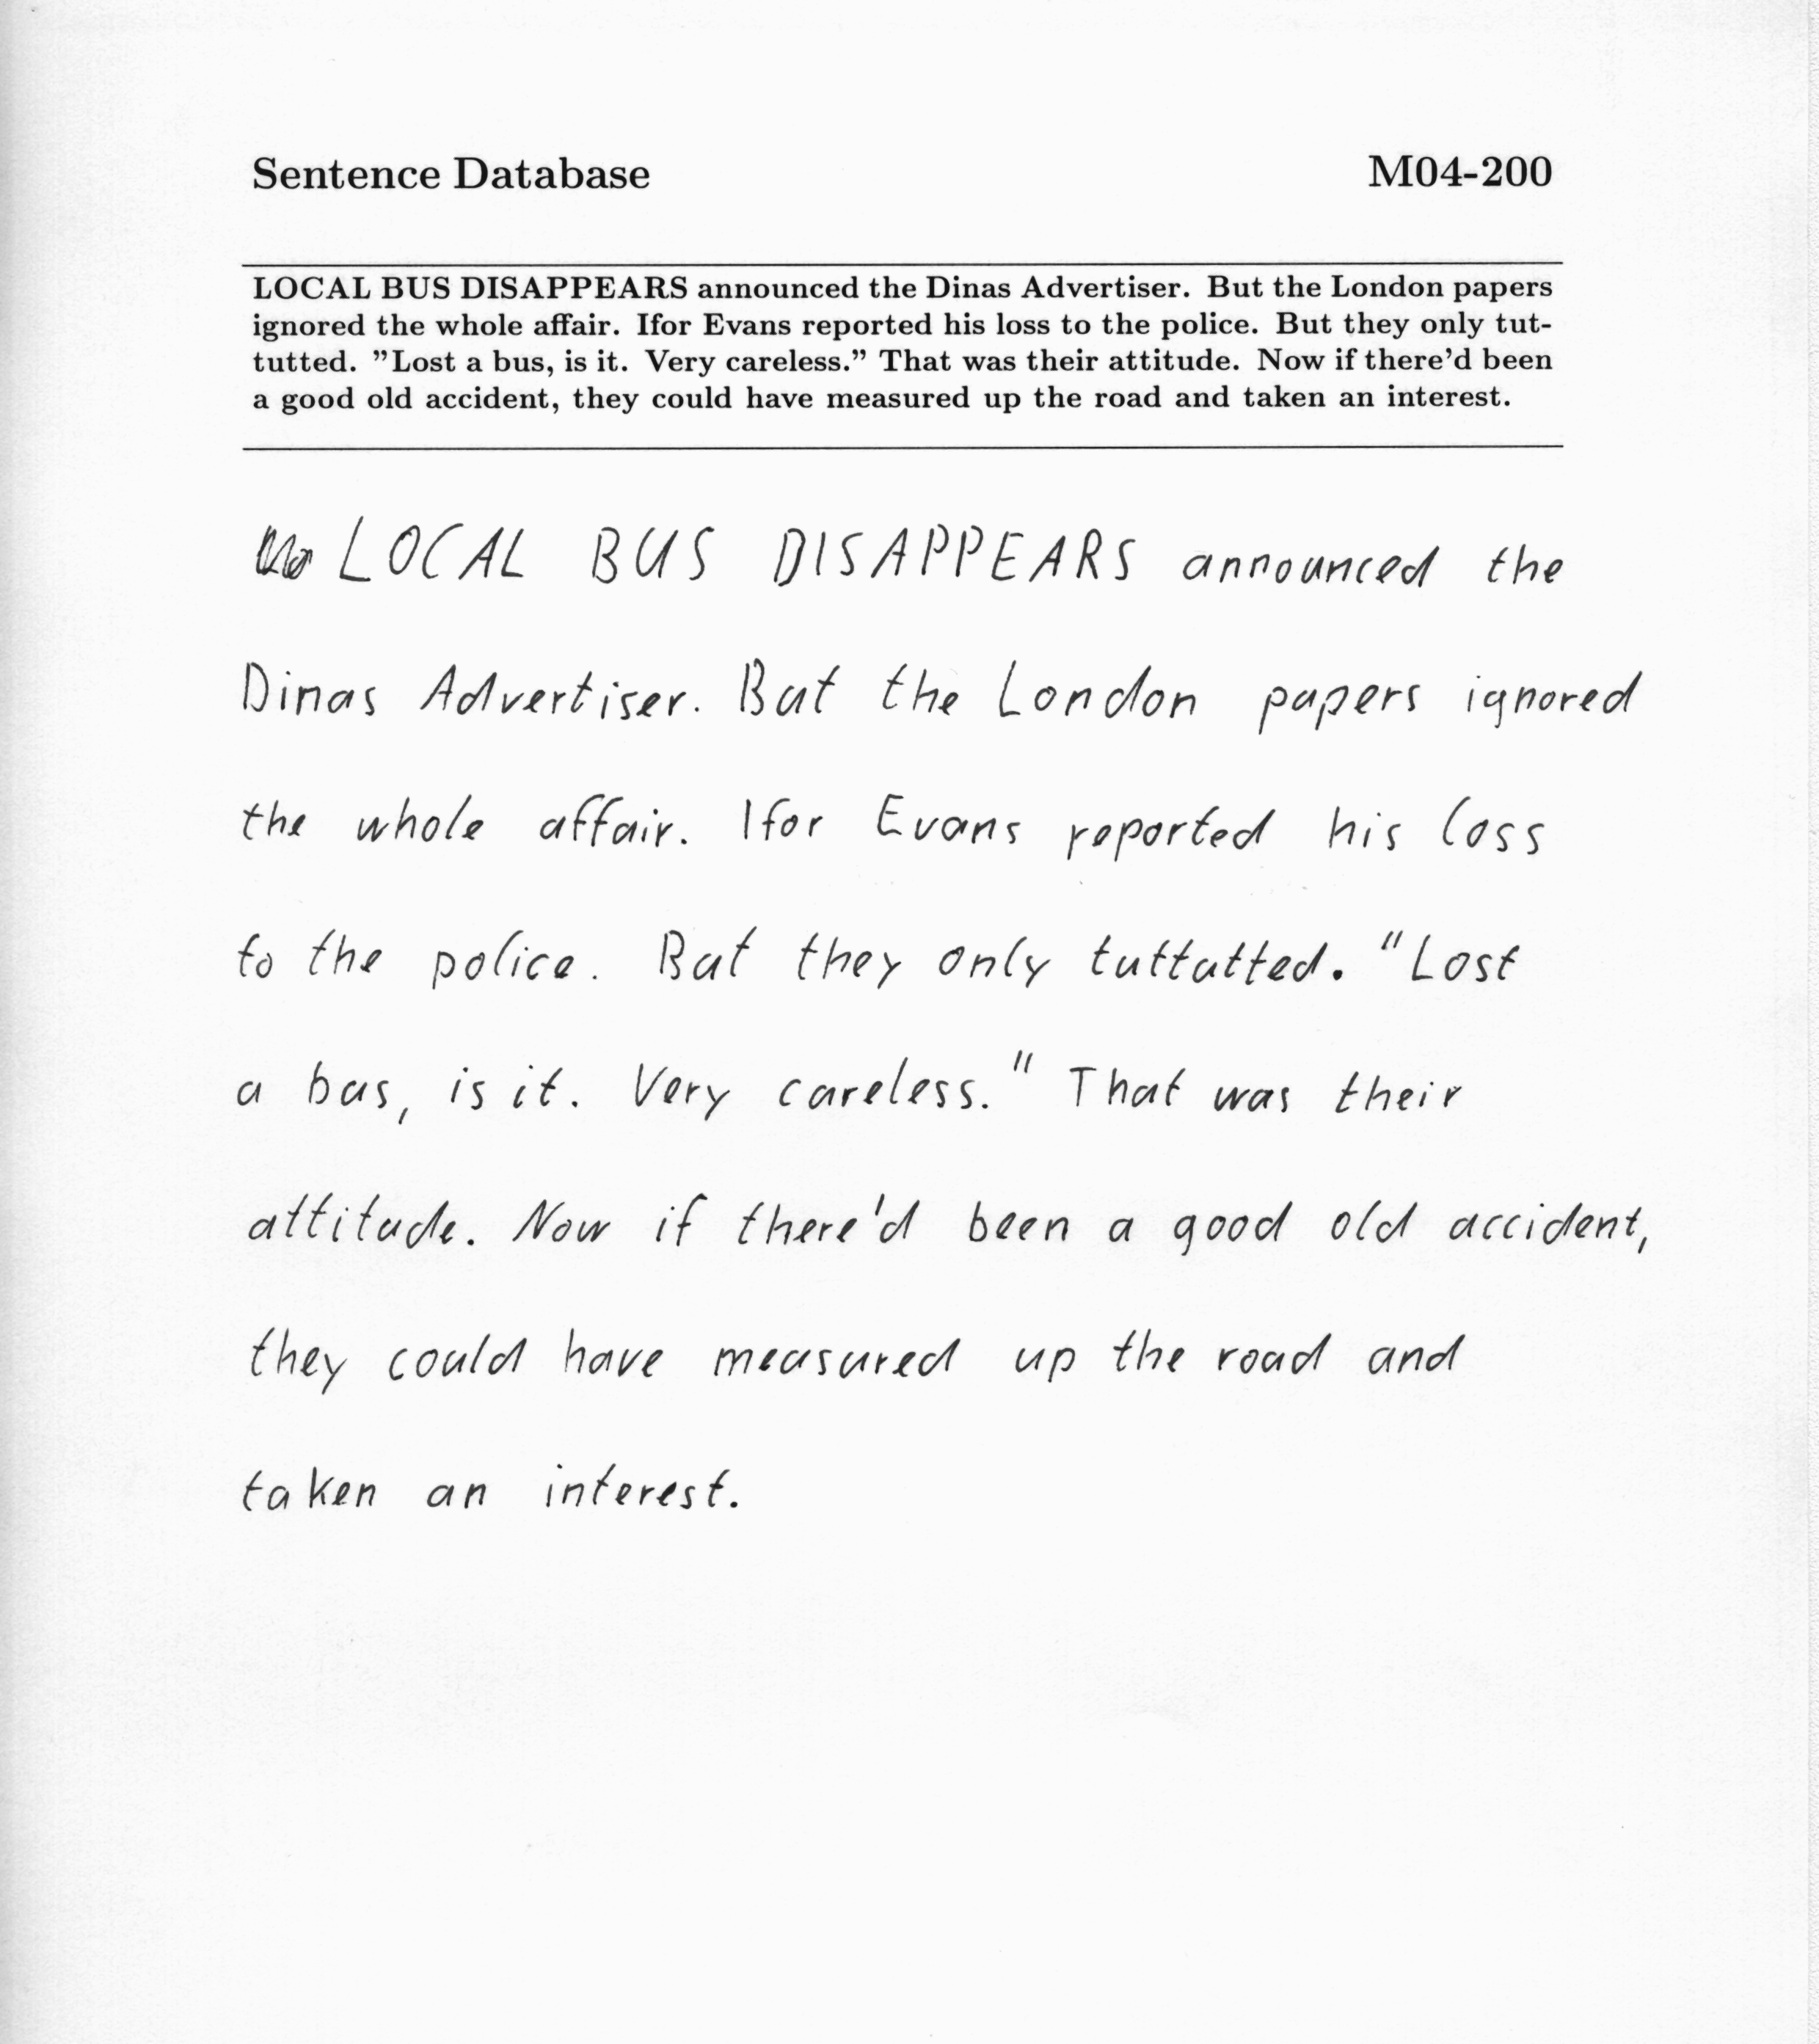 Sentence Database M04-200
LOCAL BUS DISAPPEARS announced the Dinas Advertiser. But the London papers
ignored the whole affair. Ifor Evans reported his loss to the police. But they only tut-
tutted. ”Lost a bus, is it. Very careless.” That was their attitude. Now if there’d been
a good old accident, they could have measured up the road and taken an interest.
LOCAL BUS DISAPPEARS announced the
Dinas Advertiser. But the London papers ignored
the whole affair. Ifor Evans reported his loss
to the police. But they only tuttutted. "Lost
a bus, is it. Very careless." That was their
attitude. Now if there'd been a good old accident,
they could have measured up the road and
taken an interest.